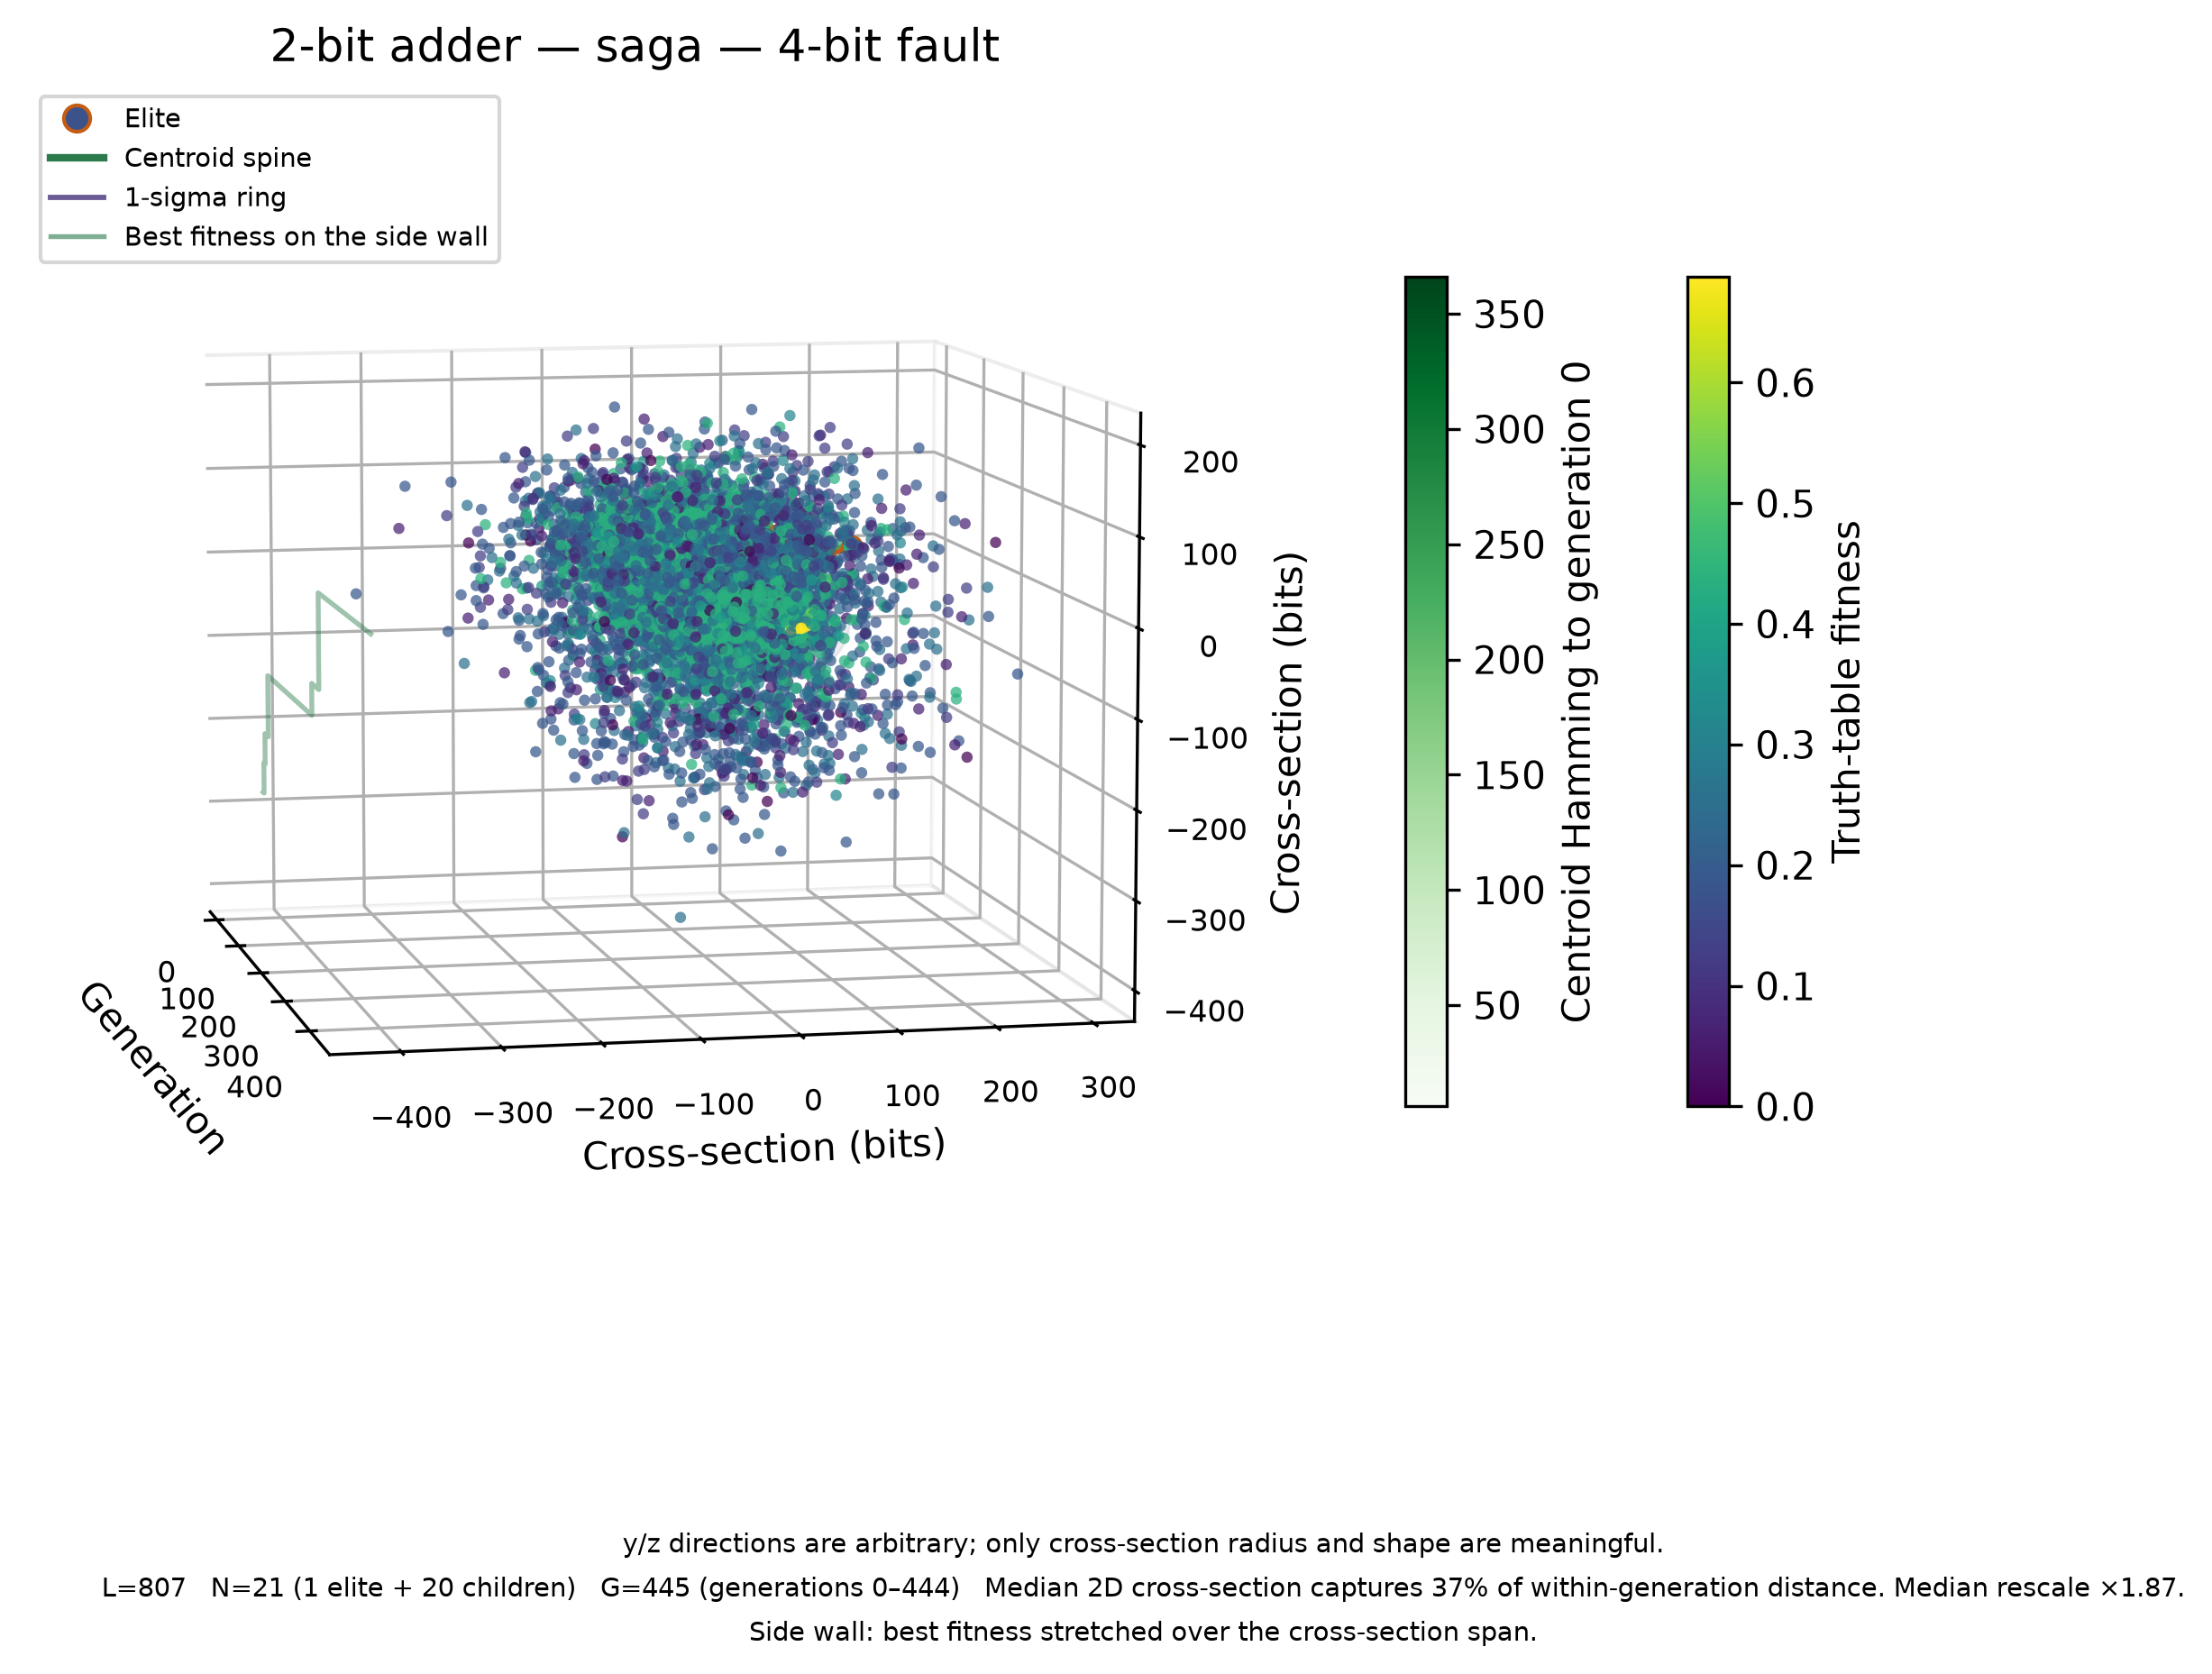 2-bit adder — saga — 4-bit fault
Elite
Centroid spine
1-sigma ring
Best fitness on the side wall
350
300
250
200
150
100
50
Centroid Hamming to generation 0
0.6
0.5
0.4
0.3
0.2
0.1
0.0
Truth-table fitness
200
100
0
−100
−200
−300
−400
Cross-section (bits)
0
100
200
300
400
Generation
−400
−300
−200
−100
0
100
200
300
Cross-section (bits)
y/z directions are arbitrary; only cross-section radius and shape are meaningful.
L=807 N=21 (1 elite + 20 children) G=445 (generations 0–444) Median 2D cross-section captures 37% of within-generation distance. Median rescale ×1.87.
Side wall: best fitness stretched over the cross-section span.